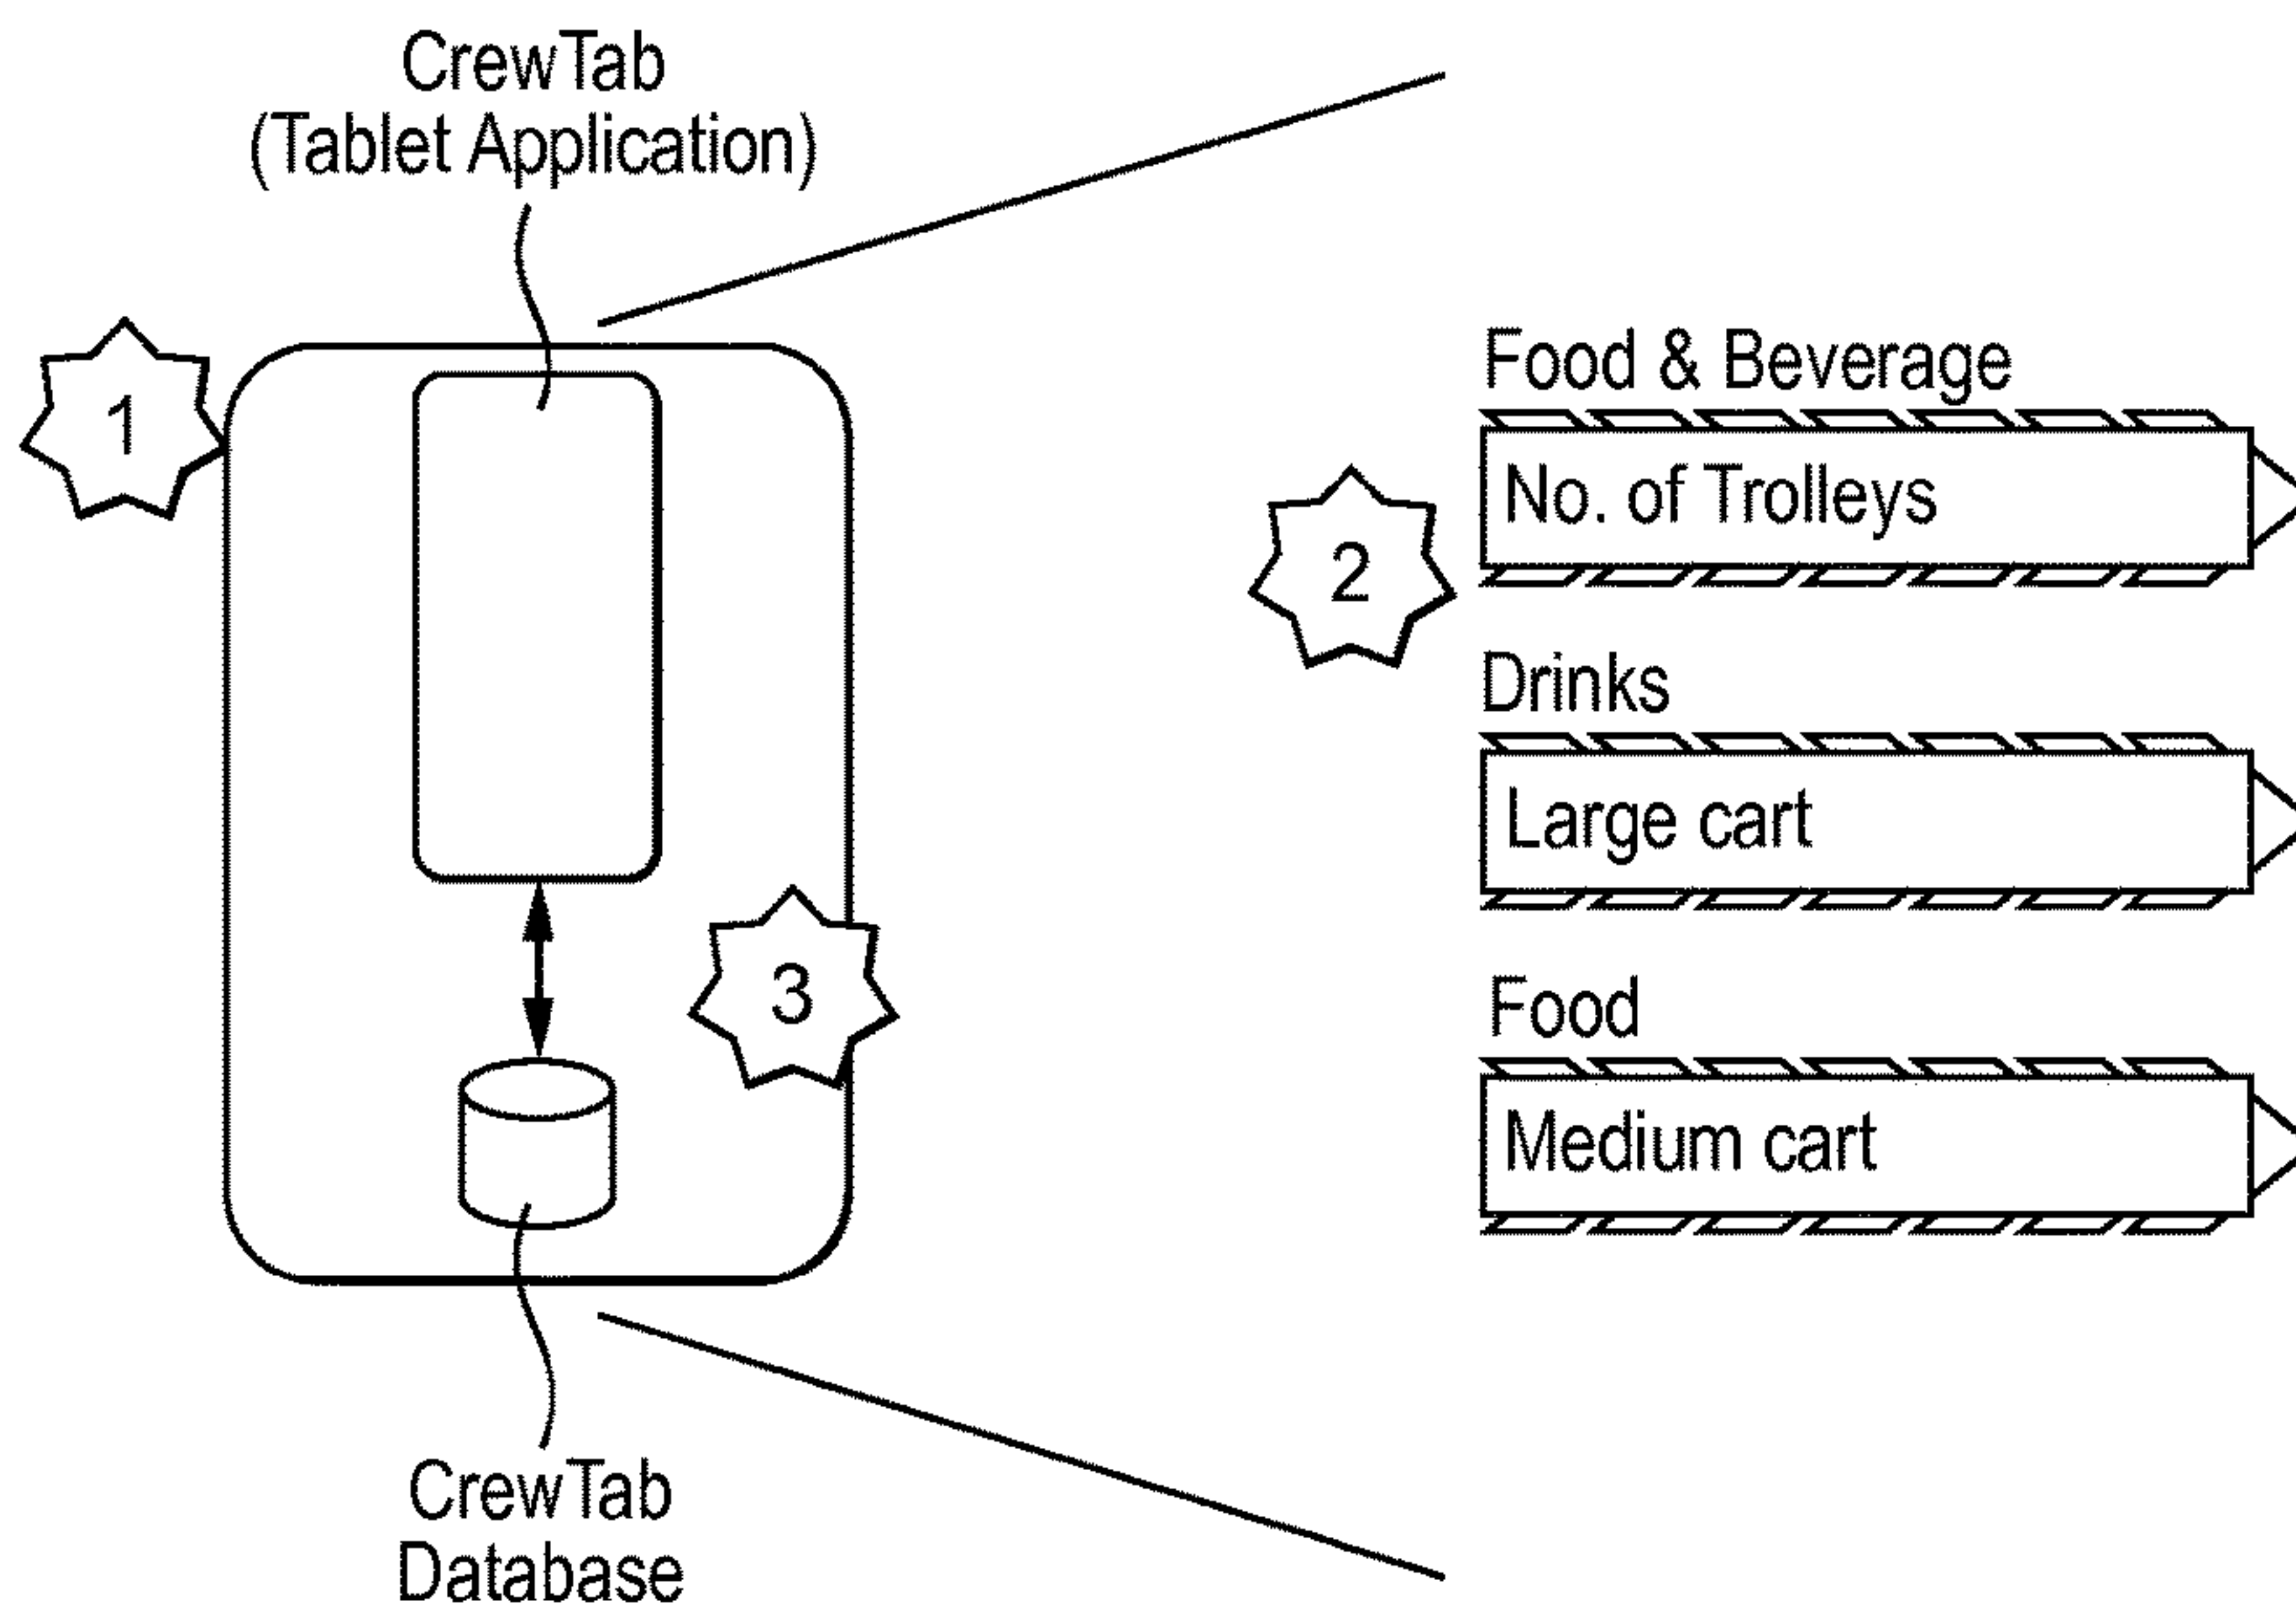 CrewTab
(Tablet Application)
1
Food & Beverage
No. of Trolleys
2
Drinks
Large cart
3
Food
Medium cart
CrewTab
Database